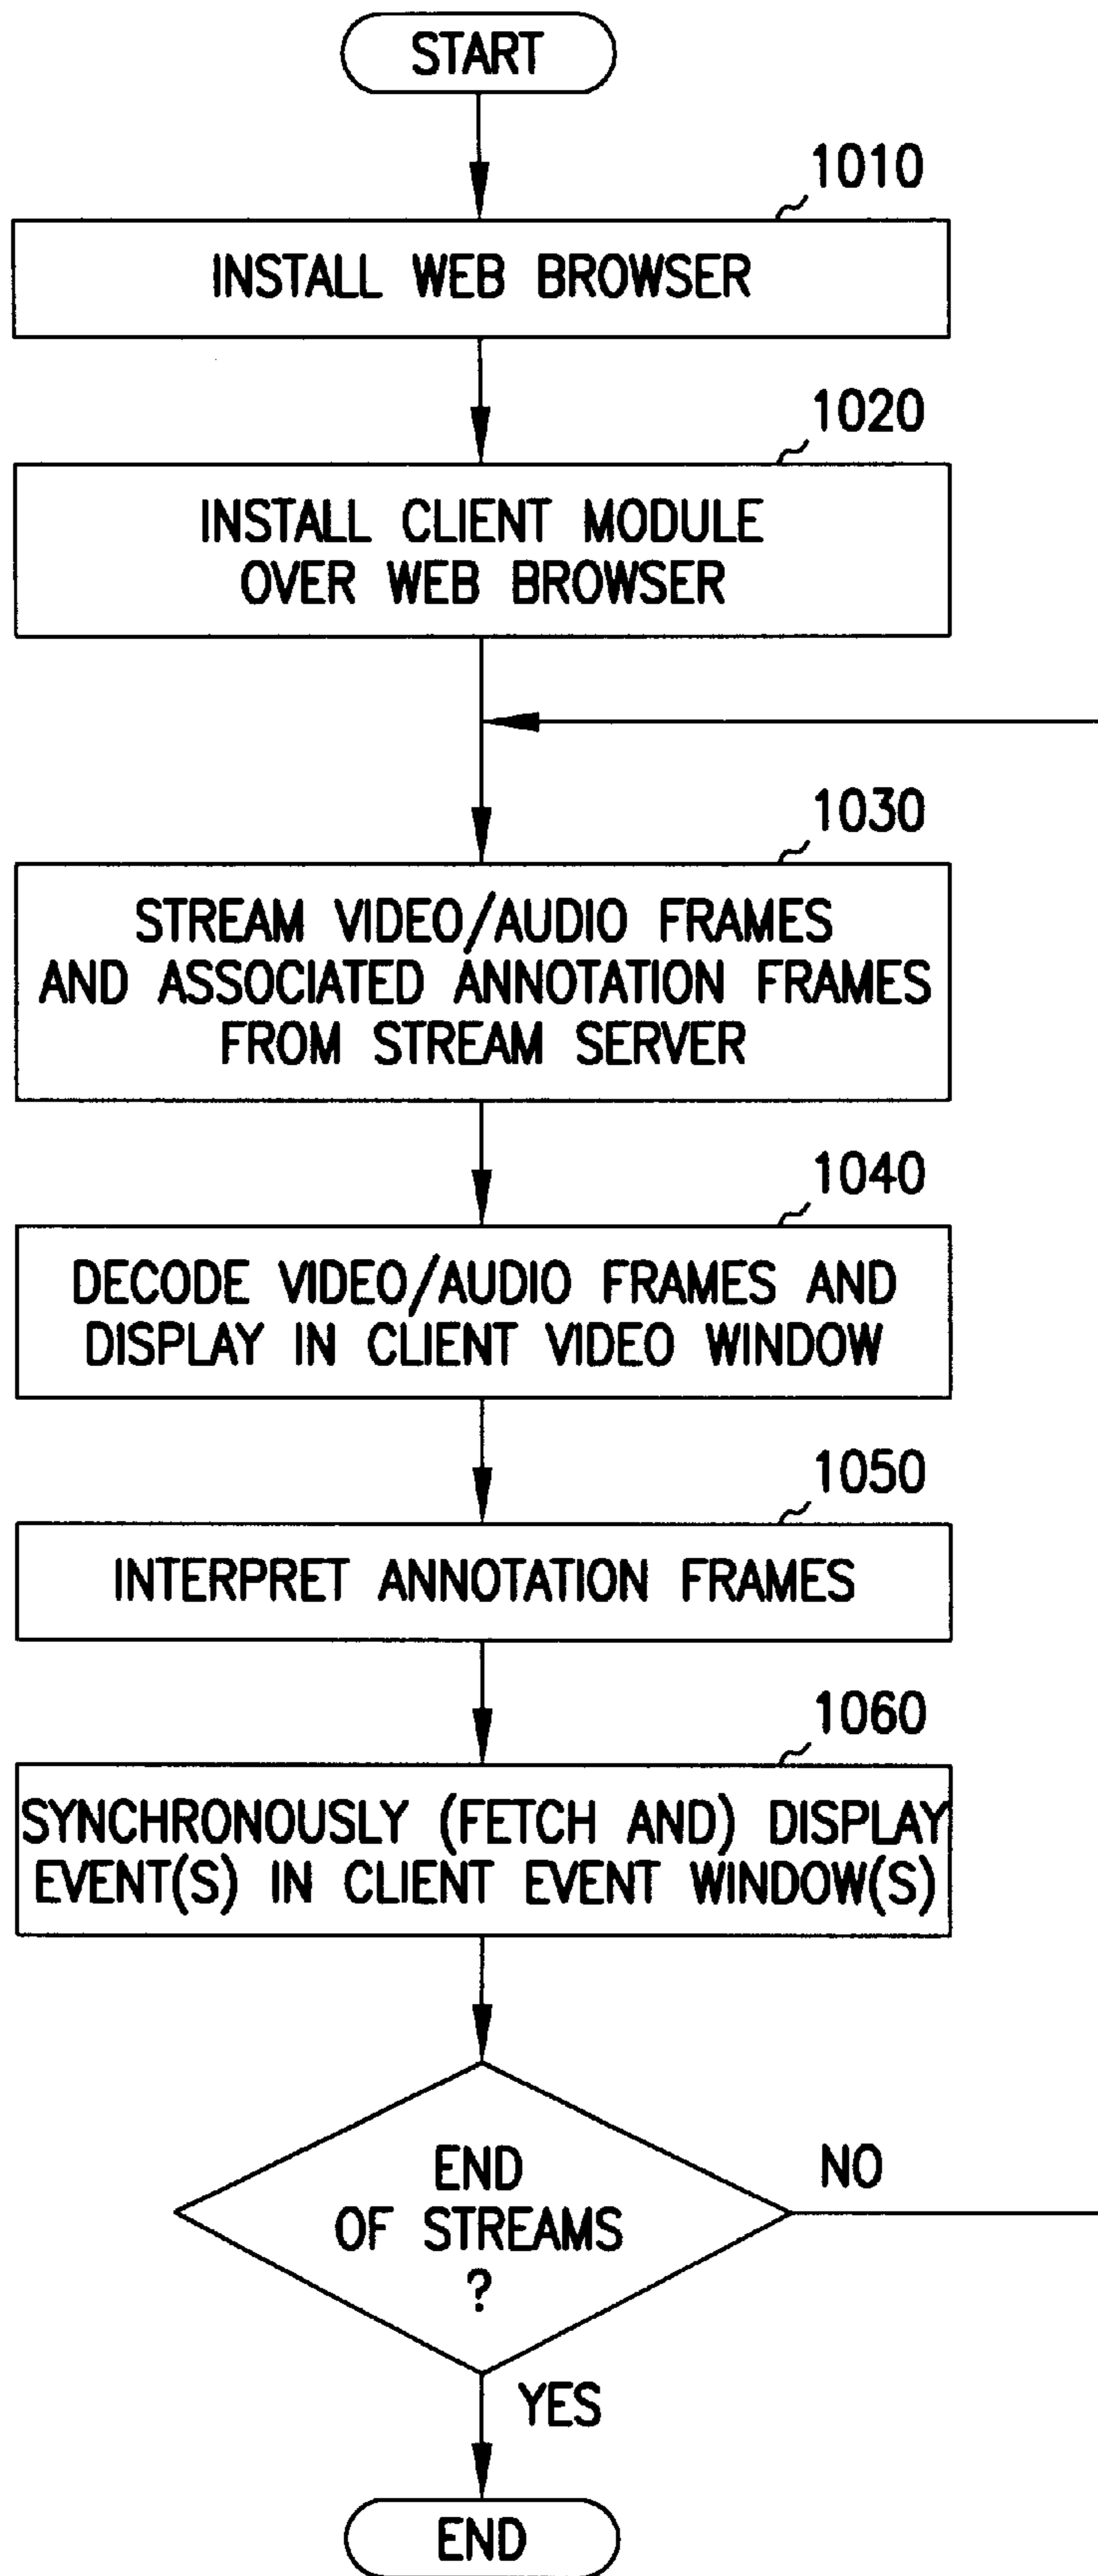 START
1010
INSTALL WEB BROWSER
1020
INSTALL CLIENT MODULE
OVER WEB BROWSER
1030
STREAM VIDEO/AUDIO FRAMES
AND ASSOCIATED ANNOTATION FRAMES
FROM STREAM SERVER
1040
DECODE VIDEO/AUDIO FRAMES AND
DISPLAY IN CLIENT VIDEO WINDOW
1050
INTERPRET ANNOTATION FRAMES
1060
SYNCHRONOUSLY (FETCH AND) DISPLAY
EVENT(S) IN CLIENT EVENT WINDOW(S)
END
OF STREAMS
?
NO
YES
END